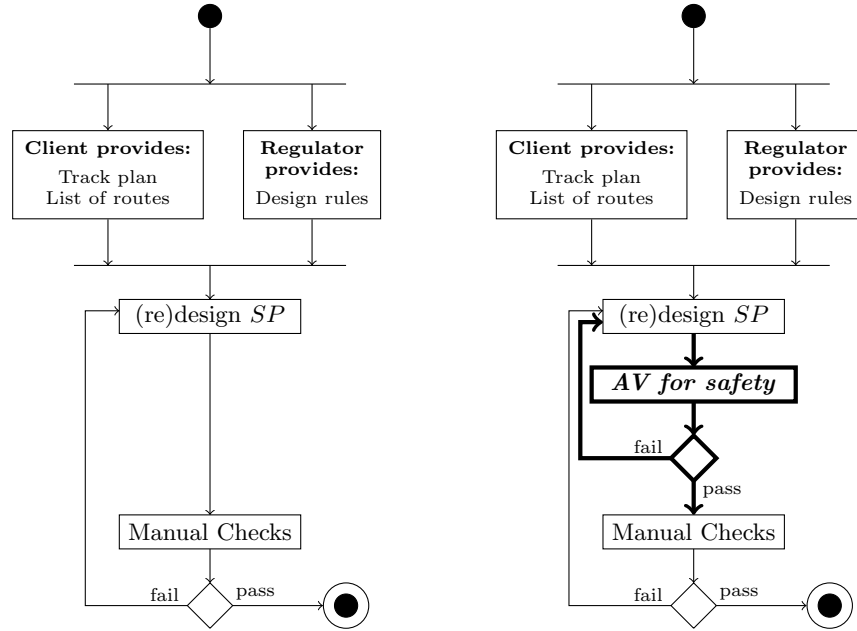 Client provides:
Track plan
List of routes
Regulator
provides:
Design rules
(re)design SP
Manual Checks
fail
pass
Client provides:
Track plan
List of routes
Regulator
provides:
Design rules
(re)design SP
AV for safety
fail
pass
Manual Checks
fail
pass